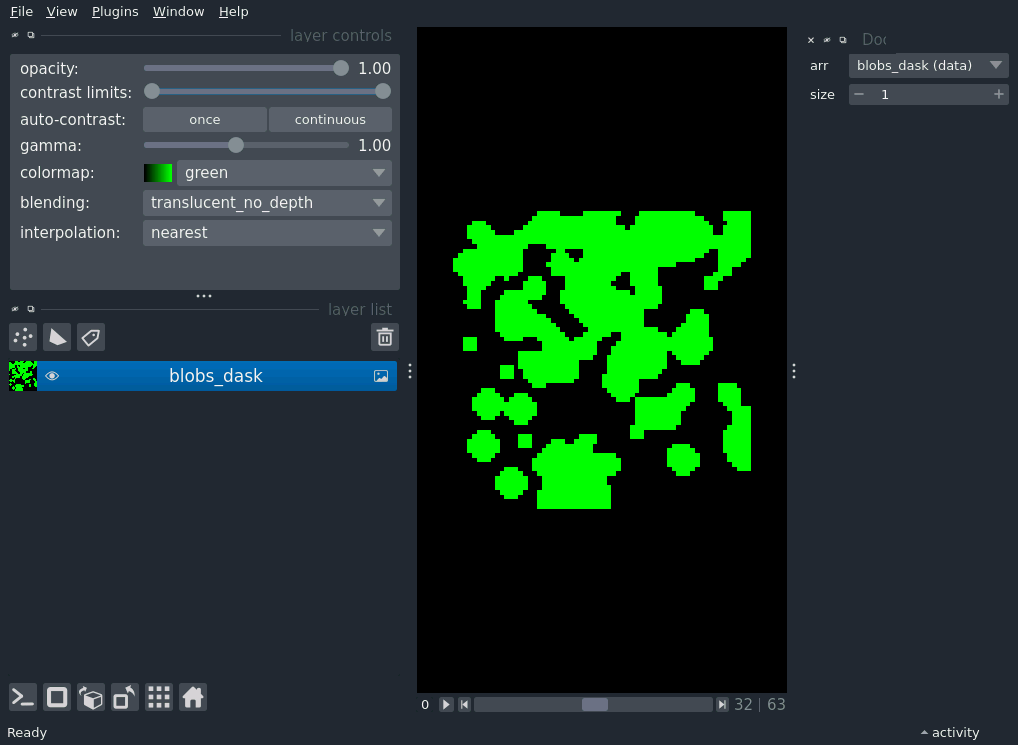 File View Plugins Window Help
layer controls
opacity: 1.00
contrast limits:
auto-contrast: once continuous
gamma: 1.00
colormap: green
blending: translucent_no_depth
interpolation: nearest
layer list
blobs_dask
0 32 | 63
Ready
arr blobs_dask (data)
size 1
activity